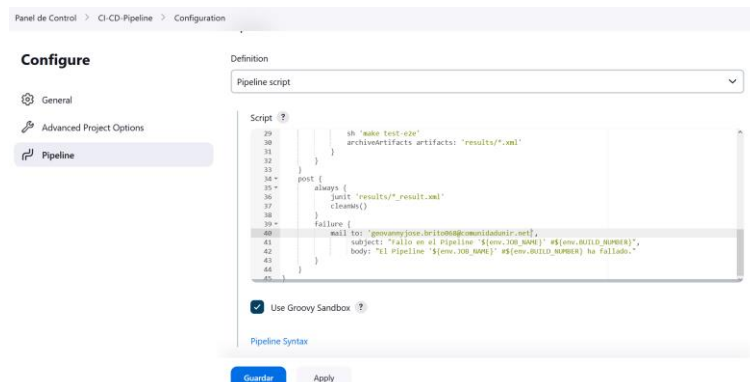 Panel de Control > CI-CD-Pipeline > Configuration
Configure
General
Advanced Project Options
Pipeline
Definition
Pipeline script
Script ?
29 sh 'make test-e2e'
30 archiveArtifacts artifacts: 'results/*.xml'
31 }
32 }
33 }
34 post {
35 always {
36 junit 'results/*_result.xml'
37 cleanWs()
38 }
39 failure {
40 mail to: 'geovannyjose.brito068@comunidadunir.net',
41 subject: "Fallo en el Pipeline '${env.JOB_NAME}' #${env.BUILD_NUMBER}",
42 body: "El Pipeline '${env.JOB_NAME}' #${env.BUILD_NUMBER} ha fallado."
43 }
44 }
45 }
Use Groovy Sandbox ?
Pipeline Syntax
Guardar Apply